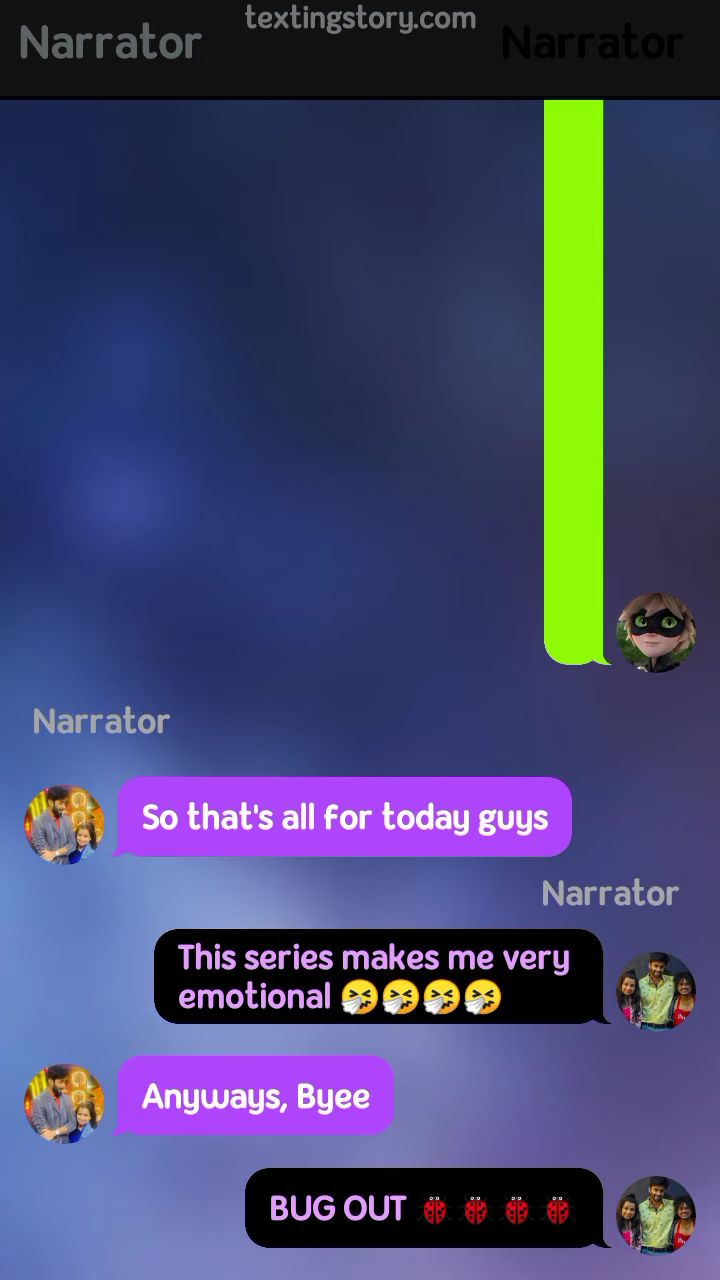 textingstory.com
Narrator Narrator
Narrator
So that's all for today guys
Narrator
This series makes me very
emotional 🤧🤧🤧🤧
Anyways, Byee
BUG OUT 🐞🐞🐞🐞